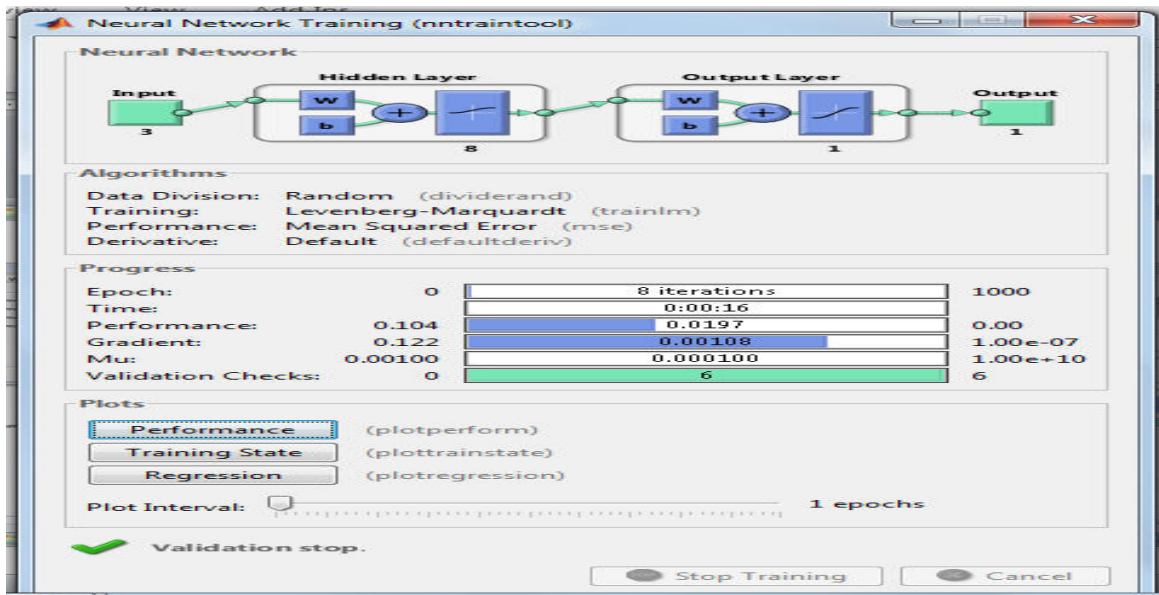 Neural Network Training (nntraintool)
Neural Network
Hidden Layer Output Layer
Input Output
w w
b b
3 8 1 1
Algorithms
Data Division: Random (dividerand)
Training: Levenberg-Marquardt (trainlm)
Performance: Mean Squared Error (mse)
Derivative: Default (defaultderiv)
Progress
Epoch: 0 8 iterations 1000
Time: 0:00:16
Performance: 0.104 0.0197 0.00
Gradient: 0.122 0.00108 1.00e-07
Mu: 0.00100 0.000100 1.00e+10
Validation Checks: 0 6 6
Plots
Performance (plotperform)
Training State (plottrainstate)
Regression (plotregression)
Plot Interval: 1 epochs
Validation stop.
Stop Training Cancel